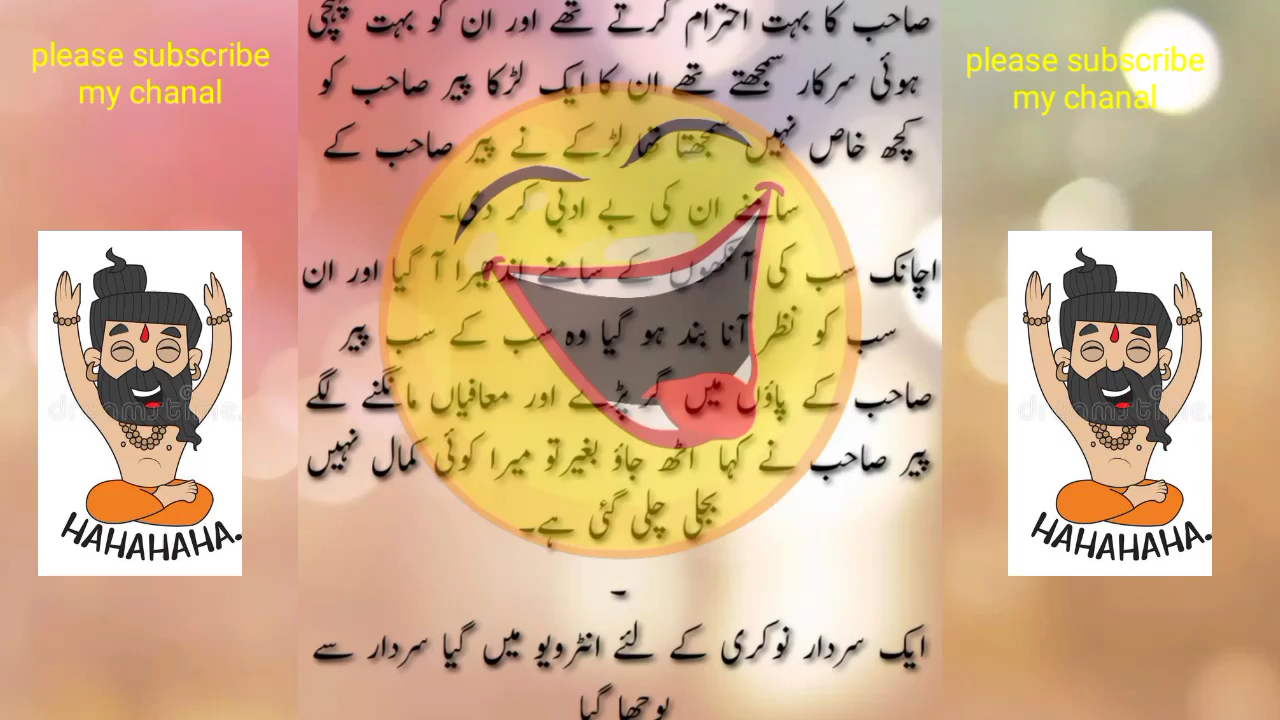 please subscribe
my chanal
صاحب کا بہت احترام کرتے تھے اور ان کو بہت پہنچی
ہوئی سرکار سمجھتے تھے ان کا ایک لڑکا پیر صاحب کو
کچھ خاص نہیں سمجھتا تھا لڑکے نے پیر صاحب کے
سامنے ان کی بے ادبی کر دی۔
اچانک سب کی آنکھوں کے سامنے اندھیرا آ گیا اور ان
سب کو نظر آنا بند ہو گیا وہ سب کے سب پیر
صاحب کے پاؤں میں گر پڑے اور معافیاں مانگنے لگے
پیر صاحب نے کہا اٹھ جاؤ بغیرتو میرا کوئی کمال نہیں
بجلی چلی گئی ہے۔
۔
ایک سردار نوکری کے لئے انٹرویو میں گیا سردار سے
پوچھا گیا
please subscribe
my chanal
dreamstime.
HAHAHAHA.
dreamstime.
HAHAHAHA.